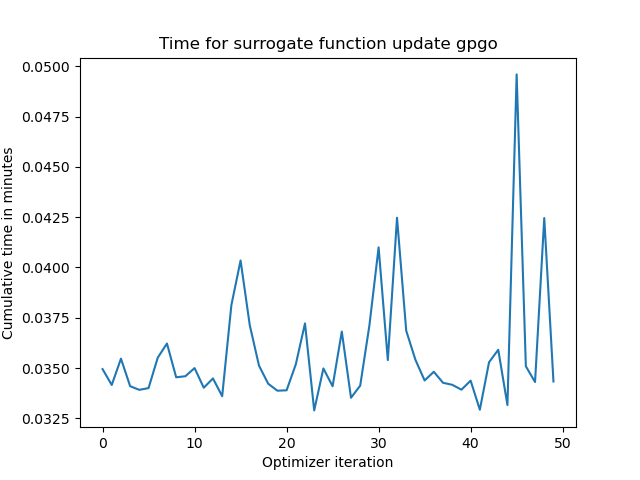 Time for surrogate function update gpgo
Cumulative time in minutes
0.0500
0.0475
0.0450
0.0425
0.0400
0.0375
0.0350
0.0325
0 10 20 30 40 50
Optimizer iteration